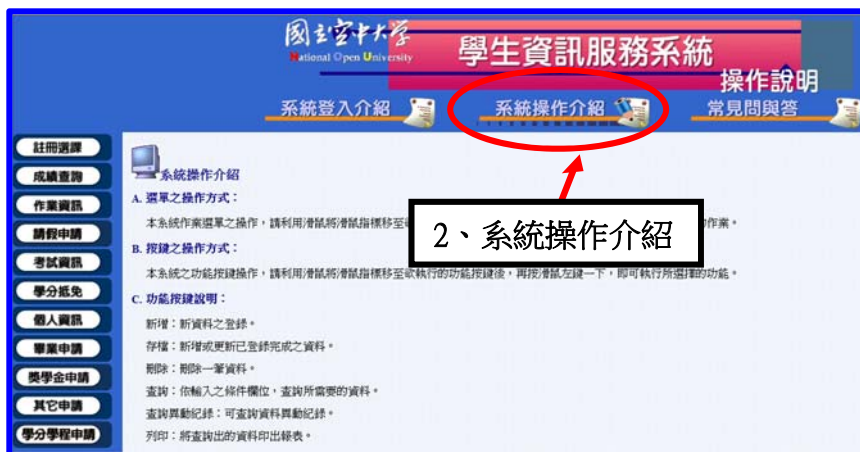 國立空中大學
National Open University
學生資訊服務系統
操作說明
系統登入介紹
系統操作介紹
常見問與答
註冊選課
成績查詢
作業資訊
請假申請
考試資訊
學分抵免
個人資訊
畢業申請
獎學金申請
其它申請
學分學程申請
系統操作介紹
A. 選單之操作方式：
本系統作業選單之操作，請利用滑鼠將滑鼠指標移至
的作業。
2、系統操作介紹
B. 按鍵之操作方式：
本系統之功能按鍵操作，請利用滑鼠將滑鼠指標移至欲執行的功能按鍵後，再按滑鼠左鍵一下，即可執行所選擇的功能。
C. 功能按鍵說明：
新增：新資料之登錄。
存檔：新增或更新已登錄完成之資料。
刪除：刪除一筆資料。
查詢：依輸入之條件欄位，查詢所需要的資料。
查詢異動紀錄：可查詢資料異動紀錄。
列印：將查詢出的資料印出報表。